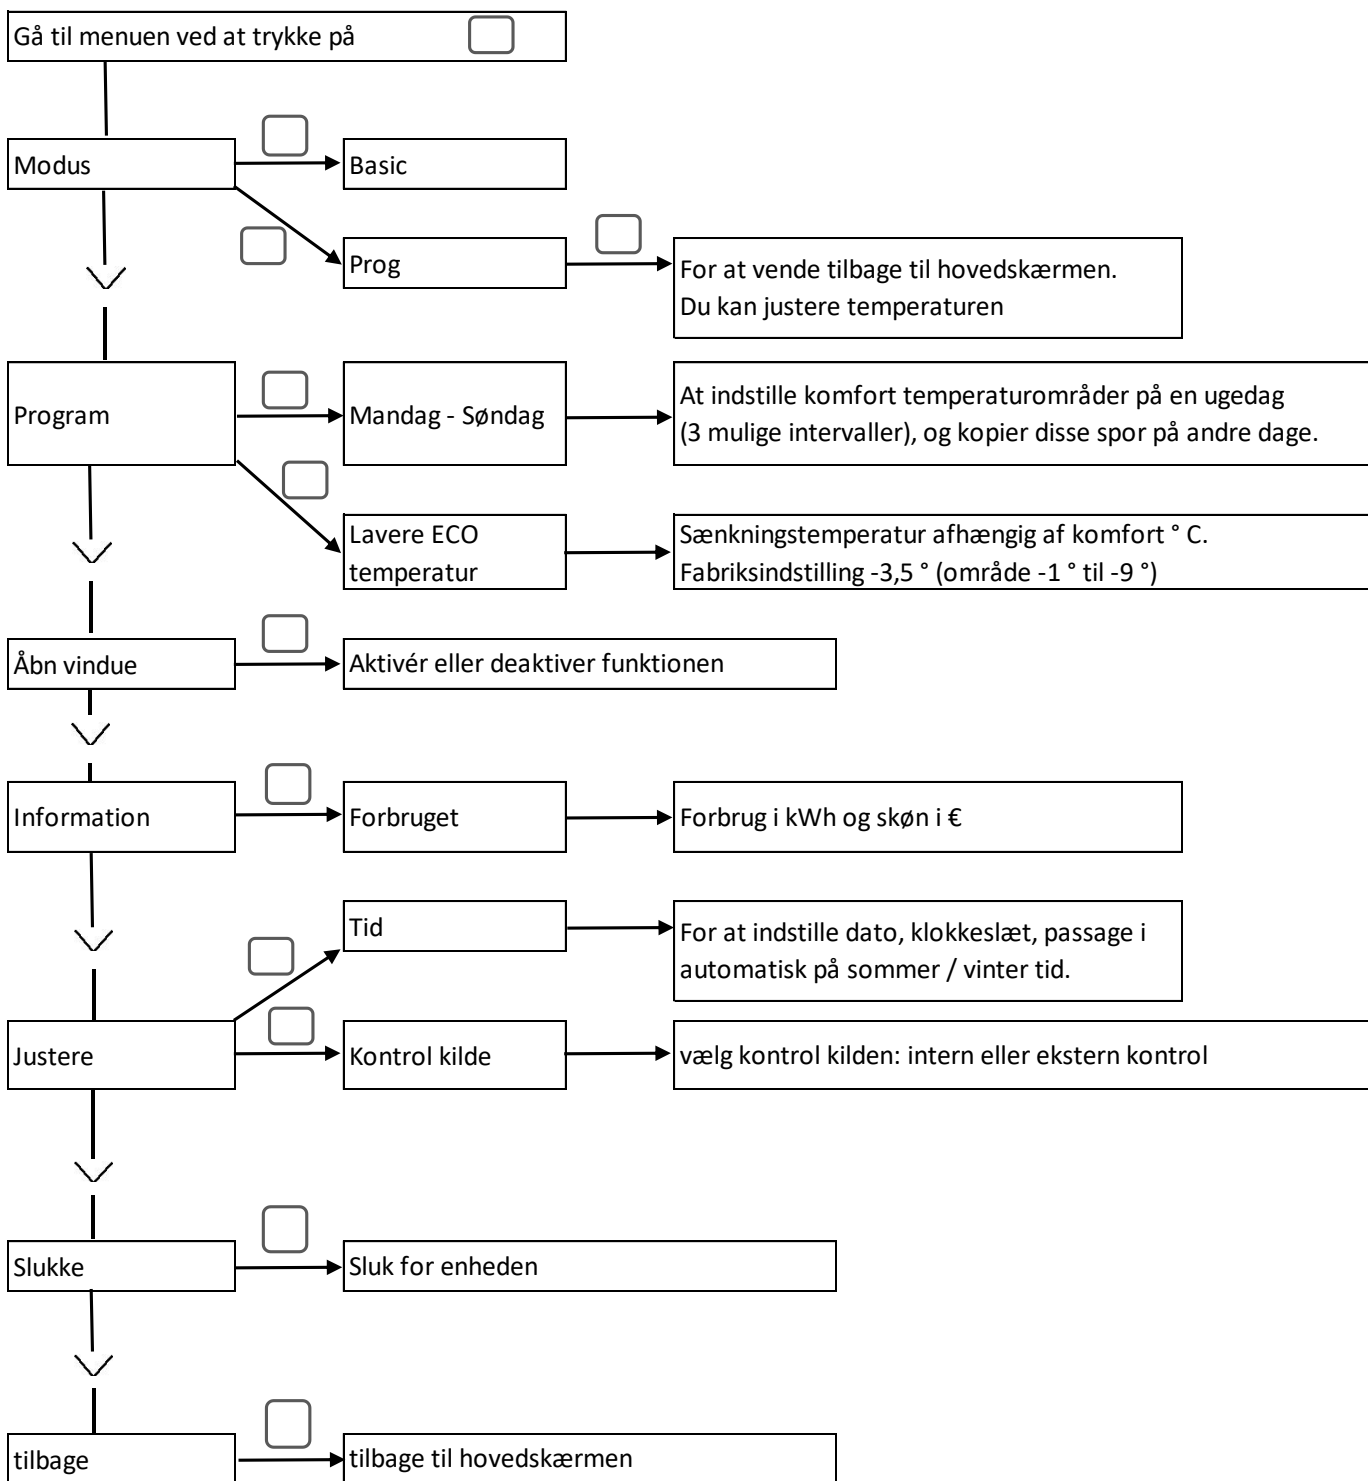 Gå til menuen ved at trykke på
Modus
Basic
Prog
For at vende tilbage til hovedskærmen.
Du kan justere temperaturen
Program
Mandag - Søndag
At indstille komfort temperaturområder på en ugedag
(3 mulige intervaller), og kopier disse spor på andre dage.
Lavere ECO
temperatur
Sænkningstemperatur afhængig af komfort ° C.
Fabriksindstilling -3,5 ° (område -1 ° til -9 °)
Åbn vindue
Aktivér eller deaktiver funktionen
Information
Forbruget
Forbrug i kWh og skøn i €
Tid
For at indstille dato, klokkeslæt, passage i
automatisk på sommer / vinter tid.
Justere
Kontrol kilde
vælg kontrol kilden: intern eller ekstern kontrol
Slukke
Sluk for enheden
tilbage
tilbage til hovedskærmen